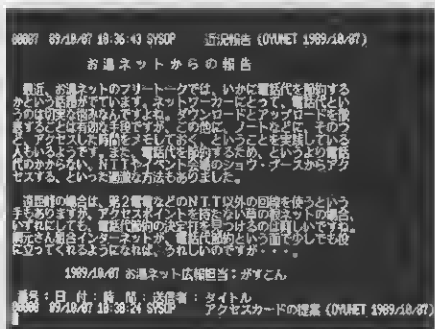 00007 89/10/07 18:36:43 SYSOP 近況報告 (OYUNET 1989/10/07)
お湯ネットからの報告
最近、お湯ネットのフリートークでは、いかに電話代を節約する
かという話題がでています。ネットワーカーにとって、電話代とい
うのは切実な悩みなんですよね。ダウンロードとアップロードを
することは有効な手段ですが、この他に、ノートなどに、そのつ
どアクセスした時間をメモしておく、ということを実践している
人もいるようです。また、電話代を節約するため、というより電話
代のかからない、NTTやイベント会場のショウ・ブースからアク
セスする、といった過激な方法もありました。
遠距離の場合は、第2電電などのNTT以外の回線を使うという
手もありますが、アクセスポイントを持たない草の根ネットの場合、
いずれにしても、電話代節約の決定打を見つけるのは難しいですね。
網元さん インターネットが、電話代節約という面で少しでも役
に立ってくれるようになれば、うれしいのですが・・・。
1989/10/07 お湯ネット広報担当:がすこん
番号:日 付:時 間:送信者:タイトル
00008 89/10/07 18:38:24 SYSOP アクセスカードの提案 (OYUNET 1989/10/07)